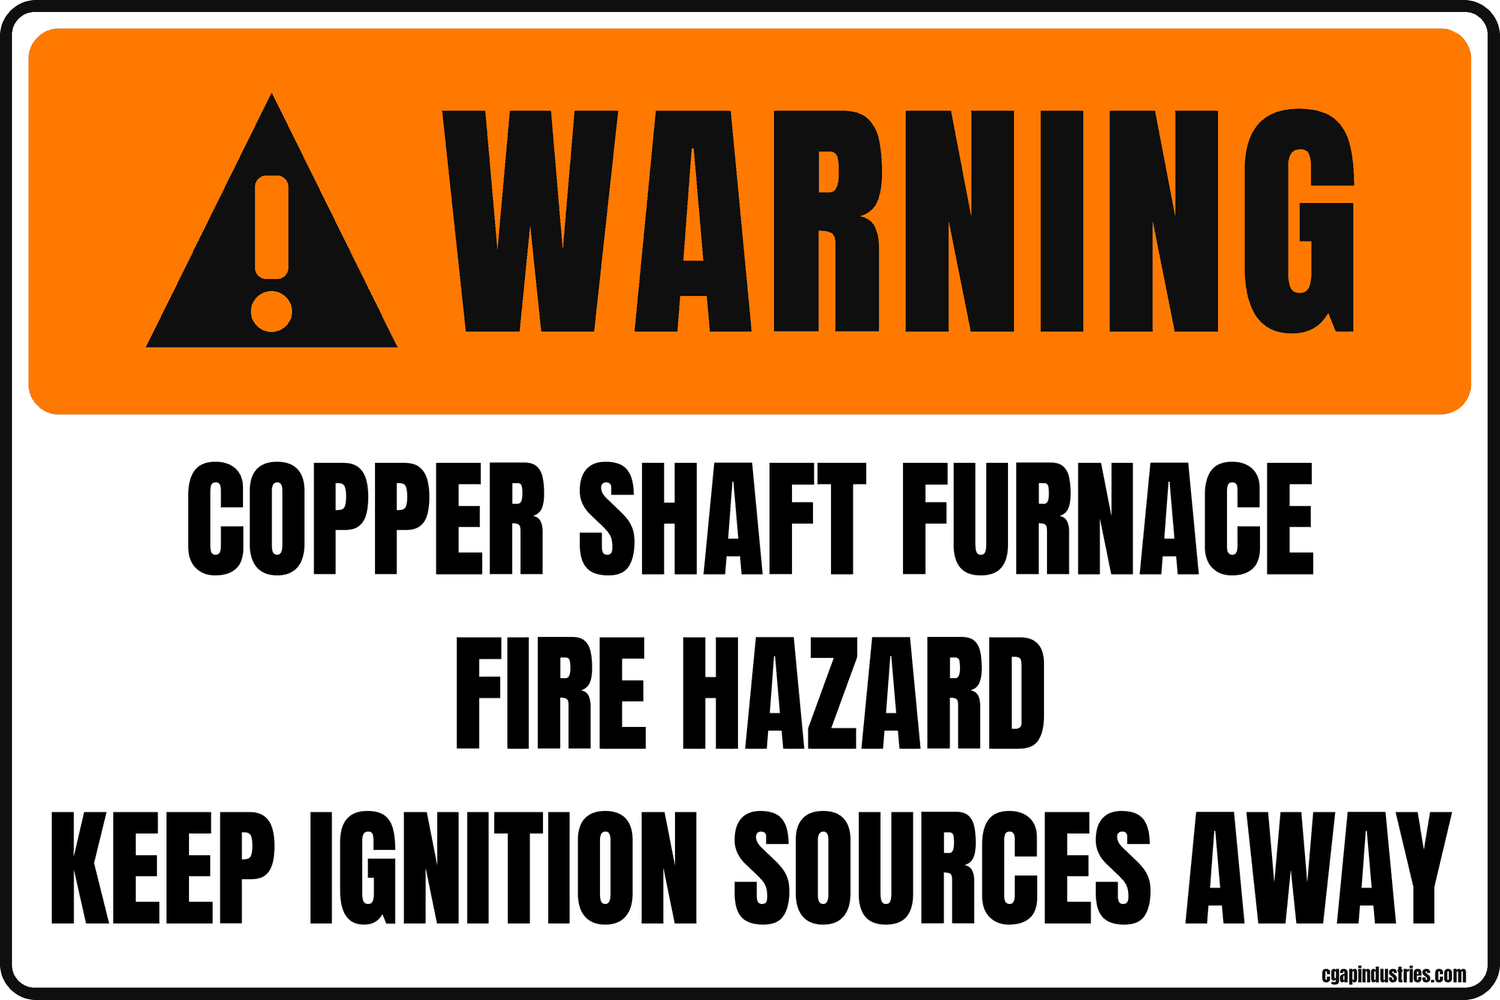 WARNING
COPPER SHAFT FURNACE
FIRE HAZARD
KEEP IGNITION SOURCES AWAY
cgapindustries.com